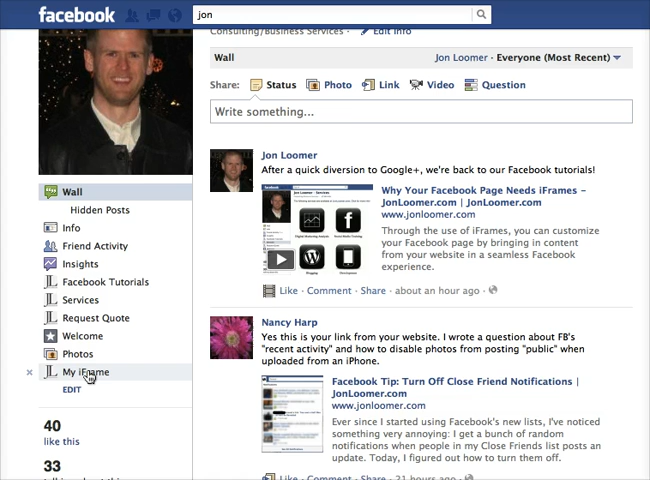 facebook
jon
Consulting/Business Services · Edit Info
Wall
Jon Loomer · Everyone (Most Recent)
Share: Status Photo Link Video Question
Write something...
Wall
Hidden Posts
Info
Friend Activity
Insights
Facebook Tutorials
Services
Request Quote
Welcome
Photos
My iFrame
EDIT
40
like this
33
Jon Loomer
After a quick diversion to Google+, we're back to our Facebook tutorials!
Why Your Facebook Page Needs iFrames –
JonLoomer.com | JonLoomer.com
www.jonloomer.com
Through the use of iFrames, you can customize
your Facebook page by bringing in content
from your website in a seamless Facebook
experience.
Like · Comment · Share · about an hour ago ·
Nancy Harp
Yes this is your link from your website. I wrote a question about FB's
"recent activity" and how to disable photos from posting "public" when
uploaded from an iPhone.
Facebook Tip: Turn Off Close Friend Notifications |
JonLoomer.com
www.jonloomer.com
Ever since I started using Facebook's new lists, I've noticed
something very annoying: I get a bunch of random
notifications when people in my Close Friends list posts an
update. Today, I figured out how to turn them off.
Like · Comment · Share · 21 hours ago ·